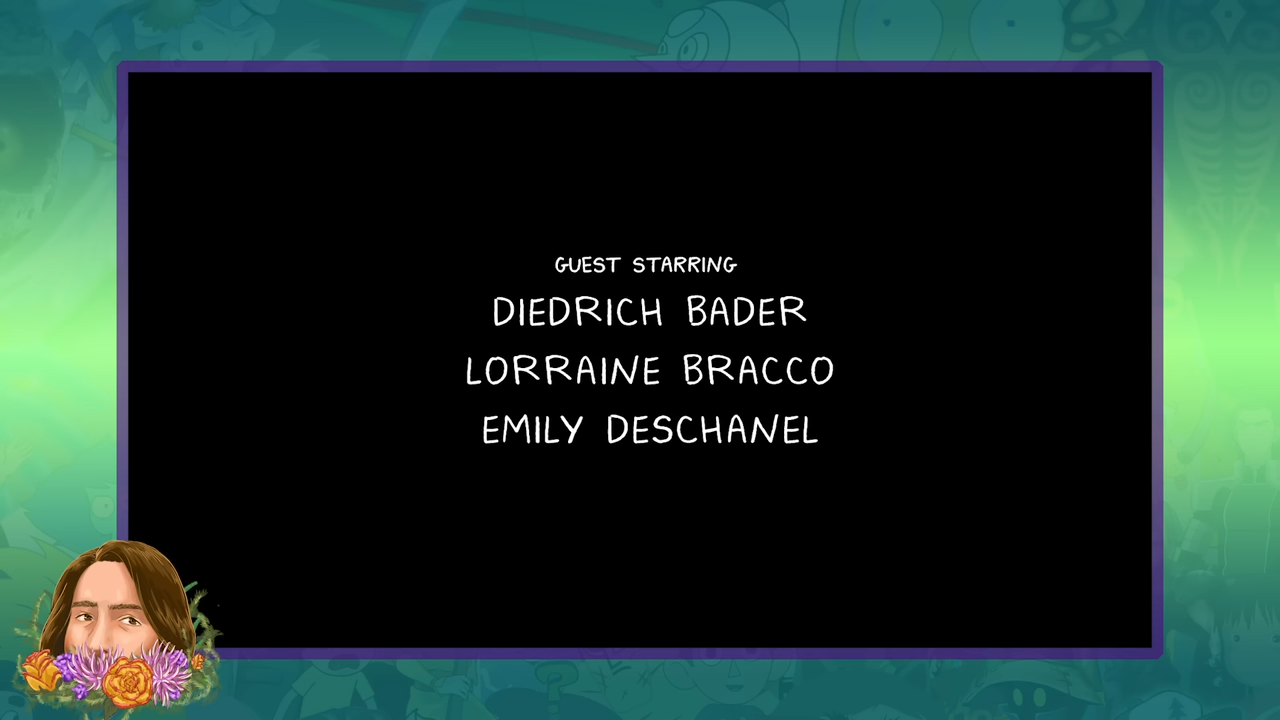 GUEST STARRING
DIEDRICH BADER
LORRAINE BRACCO
EMILY DESCHANEL